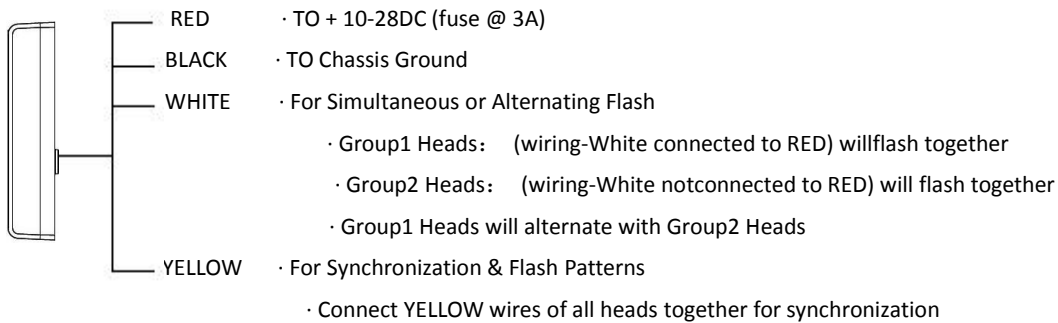 RED · TO + 10-28DC (fuse @ 3A)
BLACK · TO Chassis Ground
WHITE · For Simultaneous or Alternating Flash
· Group1 Heads： (wiring-White connected to RED) willflash together
· Group2 Heads： (wiring-White notconnected to RED) will flash together
· Group1 Heads will alternate with Group2 Heads
YELLOW · For Synchronization & Flash Patterns
· Connect YELLOW wires of all heads together for synchronization